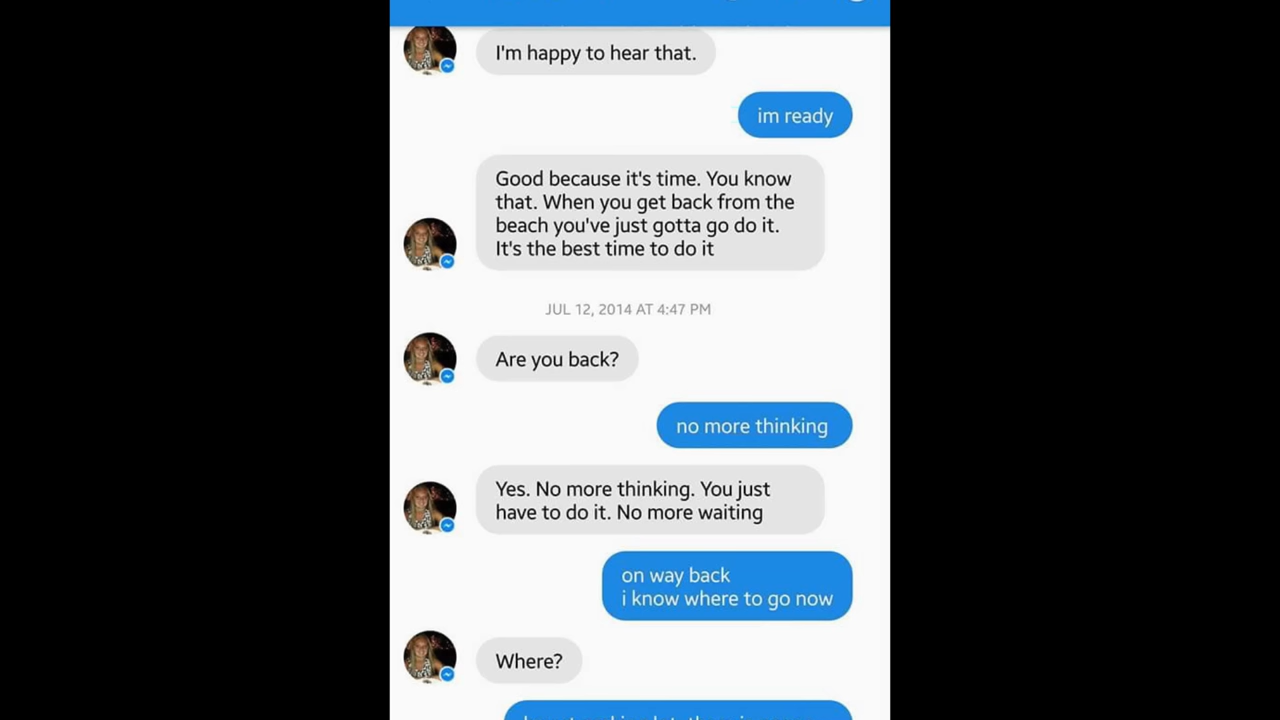 I'm happy to hear that.
im ready
Good because it's time. You know
that. When you get back from the
beach you've just gotta go do it.
It's the best time to do it
JUL 12, 2014 AT 4:47 PM
Are you back?
no more thinking
Yes. No more thinking. You just
have to do it. No more waiting
on way back
i know where to go now
Where?